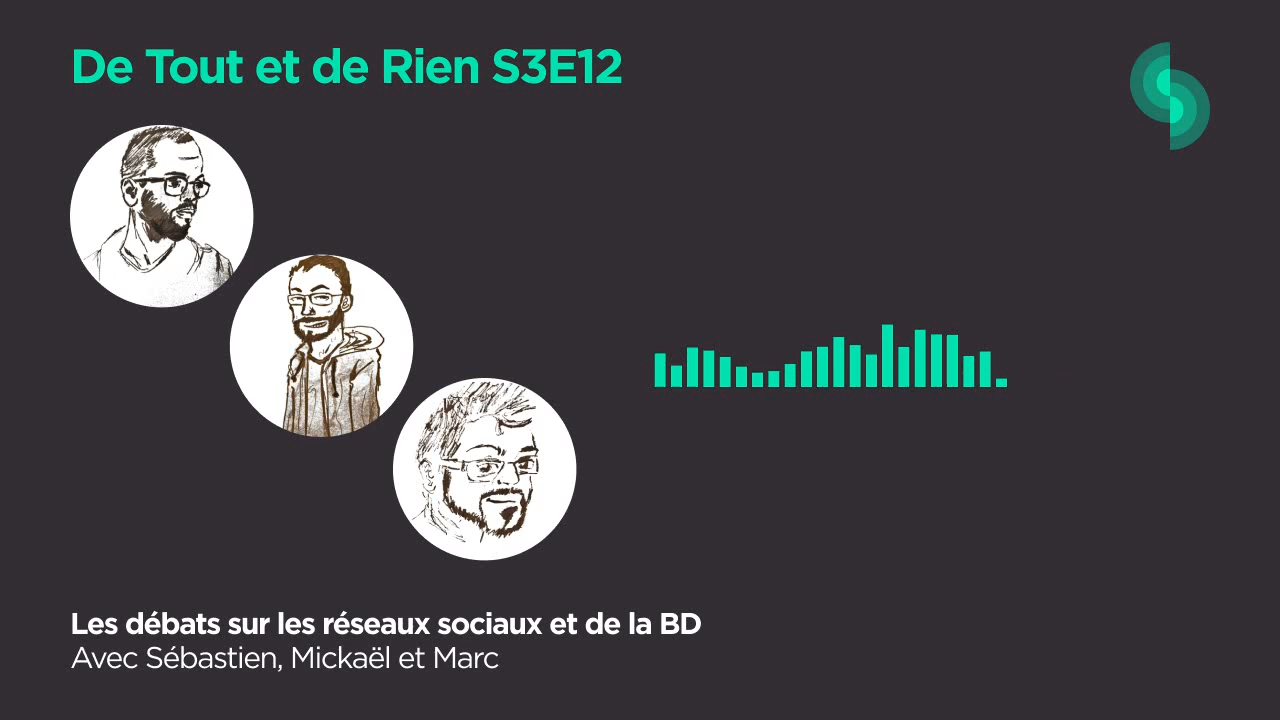 De Tout et de Rien S3E12
Les débats sur les réseaux sociaux et de la BD
Avec Sébastien, Mickaël et Marc